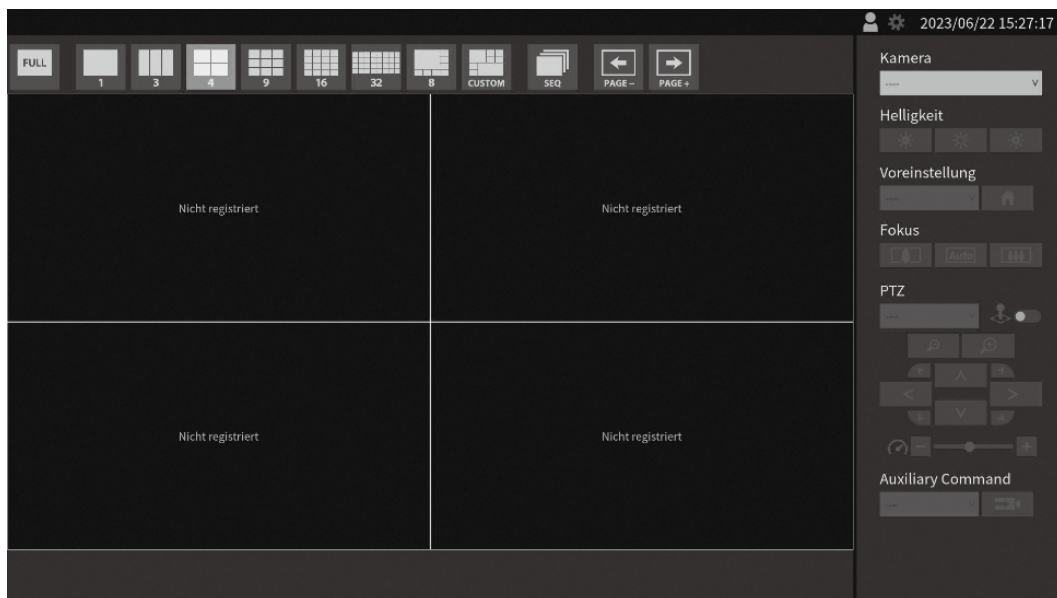 2023/06/22 15:27:17
FULL
1
3
4
9
16
32
8
CUSTOM
SEQ
PAGE −
PAGE +
Nicht registriert
Nicht registriert
Nicht registriert
Nicht registriert
Kamera
----
Helligkeit
Voreinstellung
----
Fokus
Auto
PTZ
----
Auxiliary Command
----